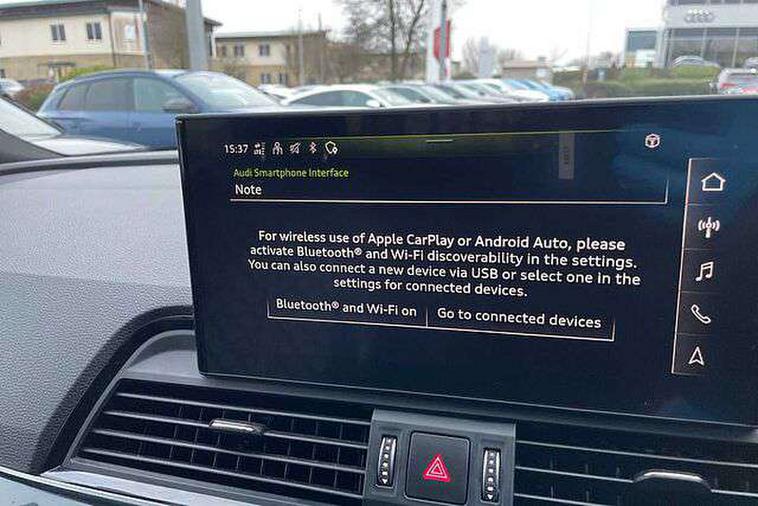 15:37
Audi Smartphone Interface
Note
For wireless use of Apple CarPlay or Android Auto, please
activate Bluetooth® and Wi-Fi discoverability in the settings.
You can also connect a new device via USB or select one in the
settings for connected devices.
Bluetooth® and Wi-Fi on
Go to connected devices